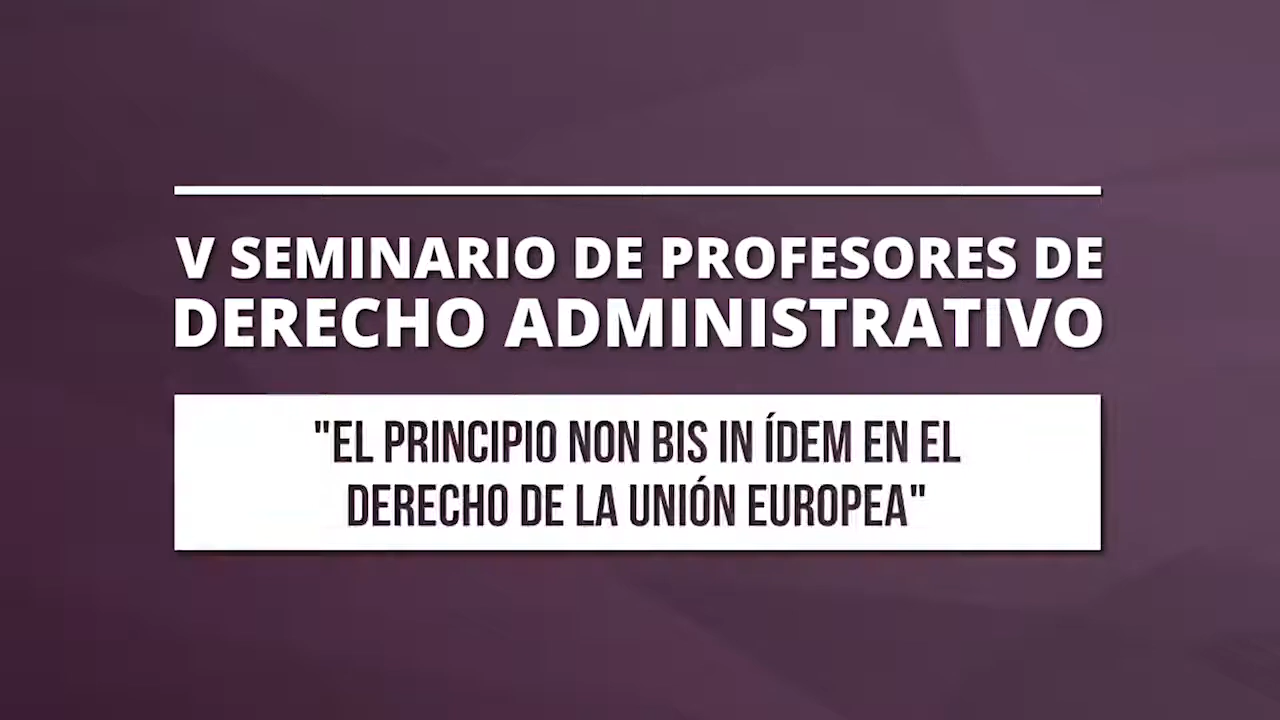 V SEMINARIO DE PROFESORES DE
DERECHO ADMINISTRATIVO
"EL PRINCIPIO NON BIS IN ÍDEM EN EL
DERECHO DE LA UNIÓN EUROPEA"